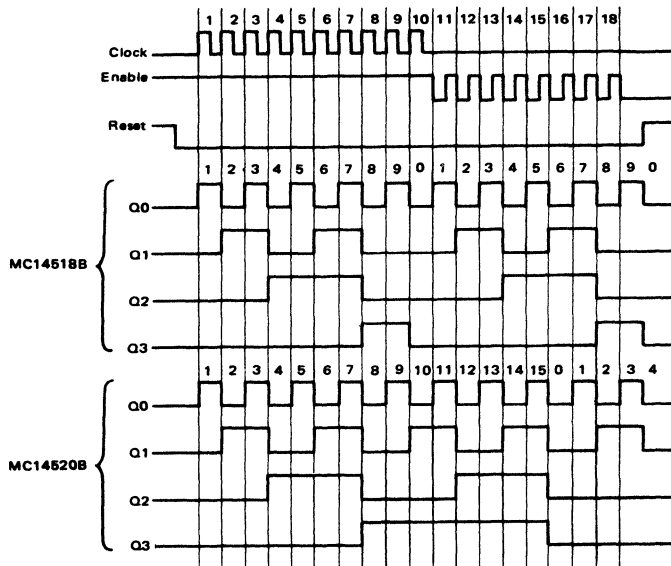 1 2 3 4 5 6 7 8 9 10 11 12 13 14 15 16 17 18
Clock
Enable
Reset
1 2 3 4 5 6 7 8 9 0 1 2 3 4 5 6 7 8 9 0
Q0
Q1
MC14518B
Q2
Q3
1 2 3 4 5 6 7 8 9 10 11 12 13 14 15 0 1 2 3 4
Q0
Q1
MC14520B
Q2
Q3